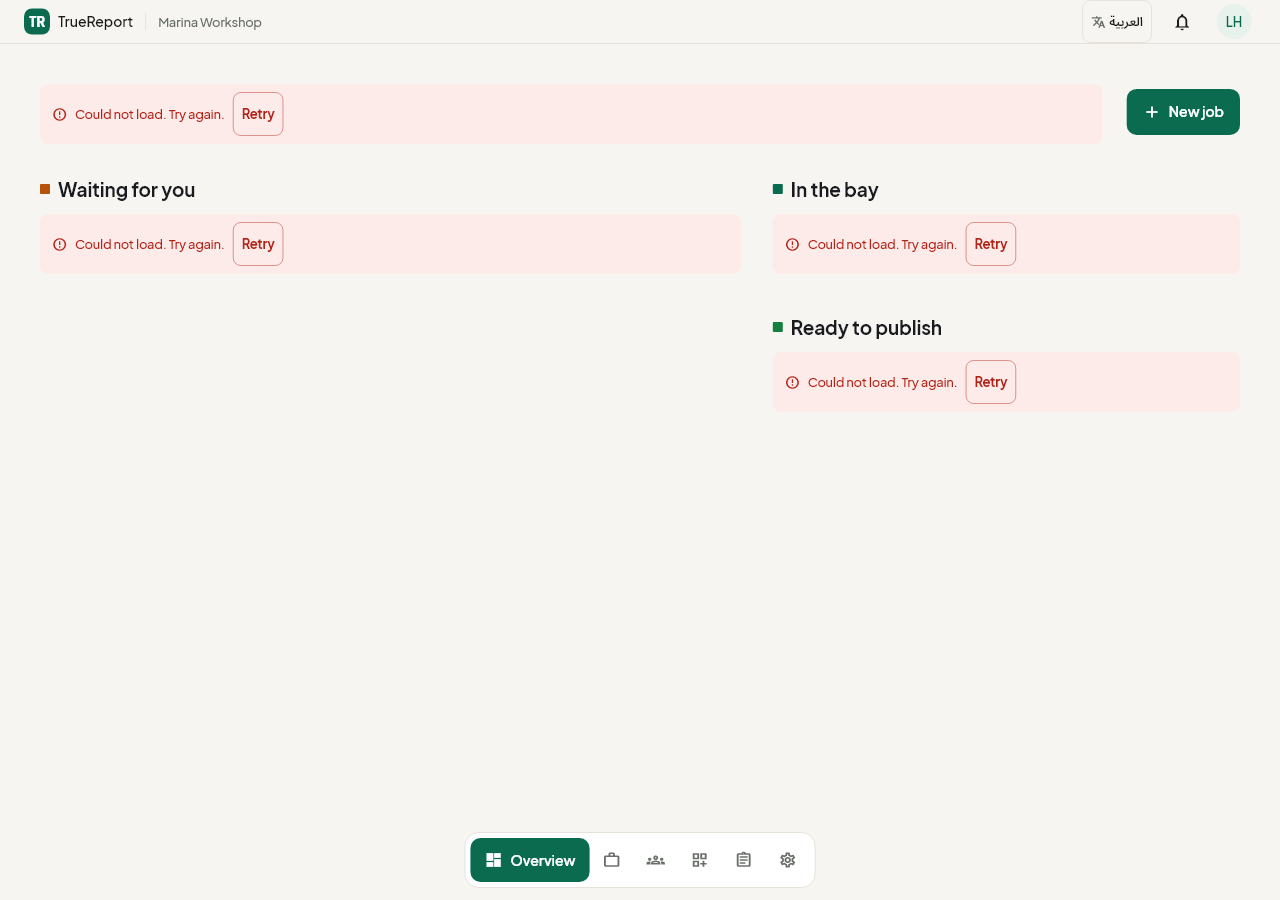 TR TrueReport Marina Workshop العربية LH
Could not load. Try again. Retry
New job
Waiting for you
Could not load. Try again. Retry
In the bay
Could not load. Try again. Retry
Ready to publish
Could not load. Try again. Retry
Overview